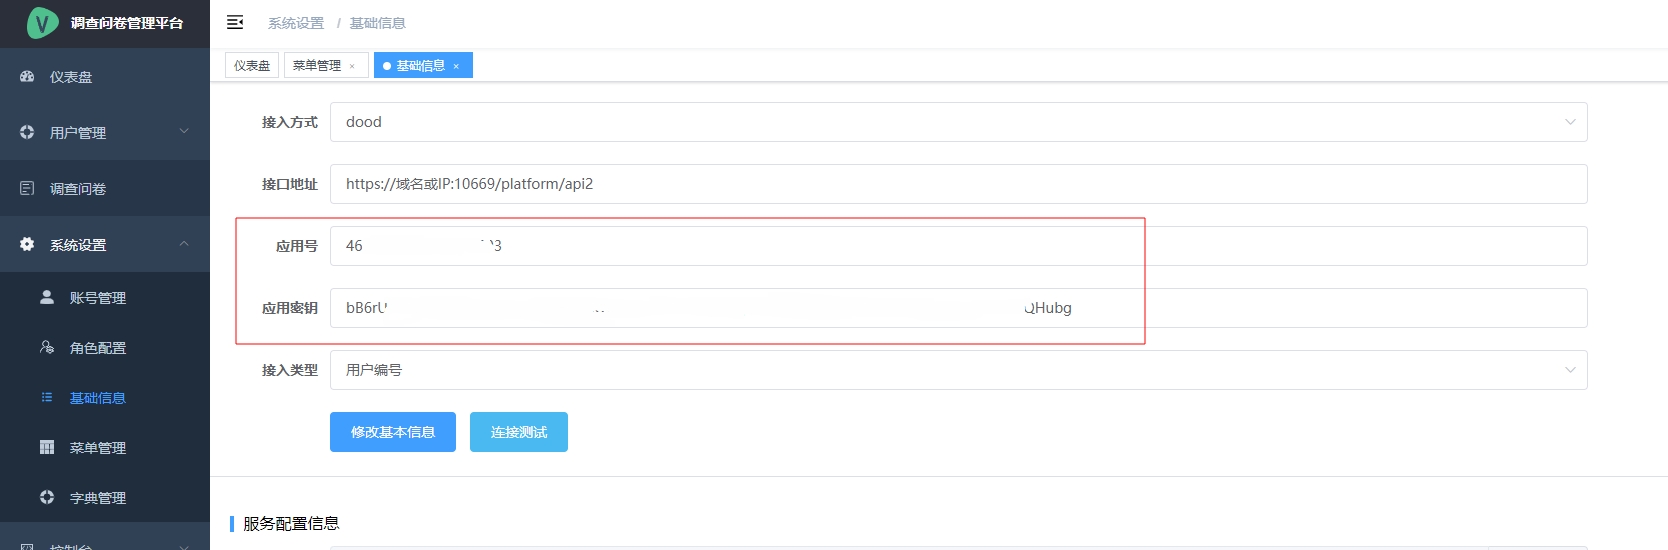 调查问卷管理平台
系统设置 / 基础信息
仪表盘 菜单管理 × 基础信息 ×
仪表盘
用户管理
调查问卷
系统设置
账号管理
角色配置
基础信息
菜单管理
字典管理
接入方式 dood
接口地址 https://域名或IP:10669/platform/api2
应用号 46 3
应用密钥 bB6r QHubg
接入类型 用户编号
修改基本信息 连接测试
服务配置信息